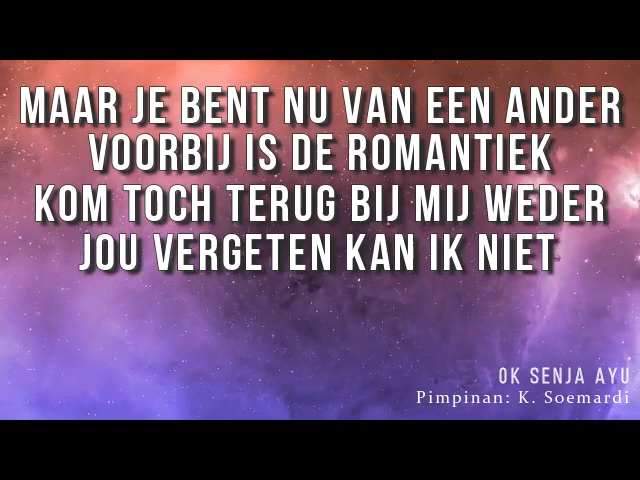 MAAR JE BENT NU VAN EEN ANDER
VOORBIJ IS DE ROMANTIEK
KOM TOCH TERUG BIJ MIJ WEDER
JOU VERGETEN KAN IK NIET
OK SENJA AYU
Pimpinan: K. Soemardi